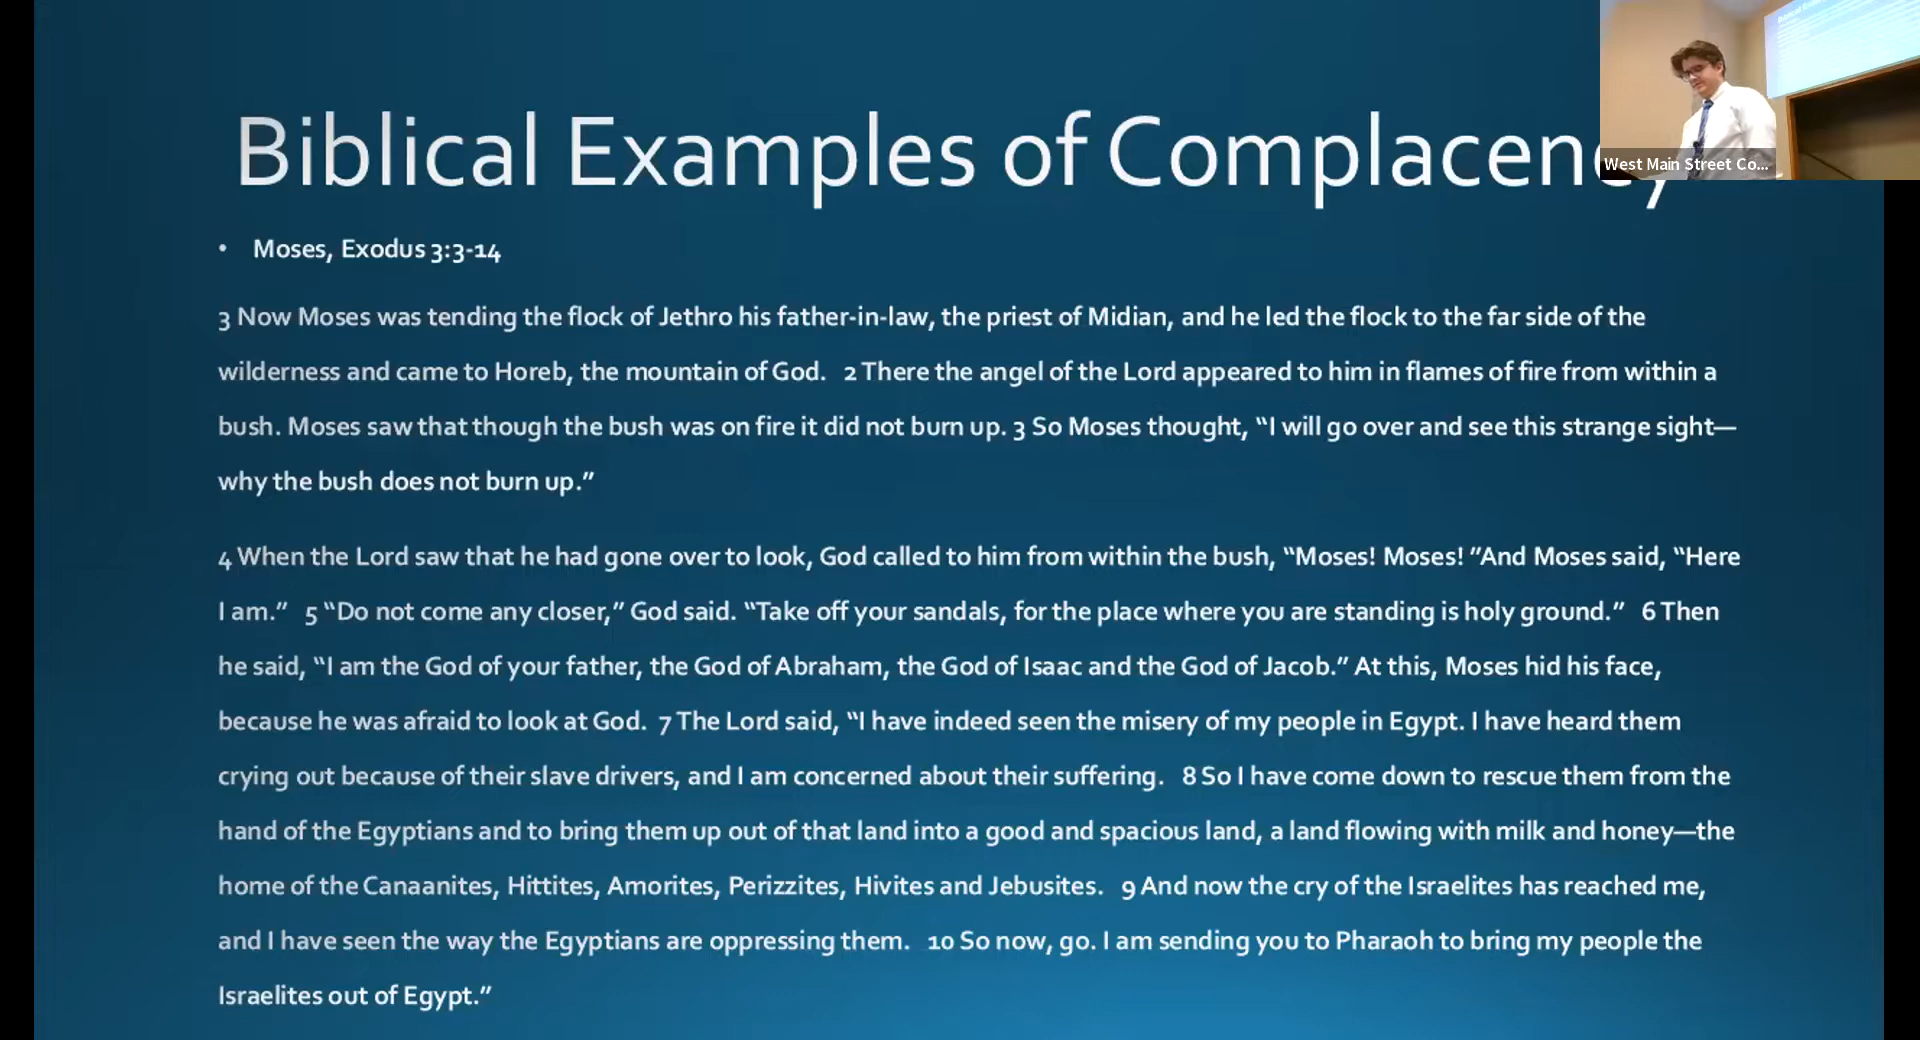 Biblical Examples of Complacency
West Main Street Co...
• Moses, Exodus 3:3-14
3 Now Moses was tending the flock of Jethro his father-in-law, the priest of Midian, and he led the flock to the far side of the
wilderness and came to Horeb, the mountain of God. 2 There the angel of the Lord appeared to him in flames of fire from within a
bush. Moses saw that though the bush was on fire it did not burn up. 3 So Moses thought, “I will go over and see this strange sight—
why the bush does not burn up.”
4 When the Lord saw that he had gone over to look, God called to him from within the bush, “Moses! Moses! ”And Moses said, “Here
I am.” 5 “Do not come any closer,” God said. “Take off your sandals, for the place where you are standing is holy ground.” 6 Then
he said, “I am the God of your father, the God of Abraham, the God of Isaac and the God of Jacob.” At this, Moses hid his face,
because he was afraid to look at God. 7 The Lord said, “I have indeed seen the misery of my people in Egypt. I have heard them
crying out because of their slave drivers, and I am concerned about their suffering. 8 So I have come down to rescue them from the
hand of the Egyptians and to bring them up out of that land into a good and spacious land, a land flowing with milk and honey—the
home of the Canaanites, Hittites, Amorites, Perizzites, Hivites and Jebusites. 9 And now the cry of the Israelites has reached me,
and I have seen the way the Egyptians are oppressing them. 10 So now, go. I am sending you to Pharaoh to bring my people the
Israelites out of Egypt.”